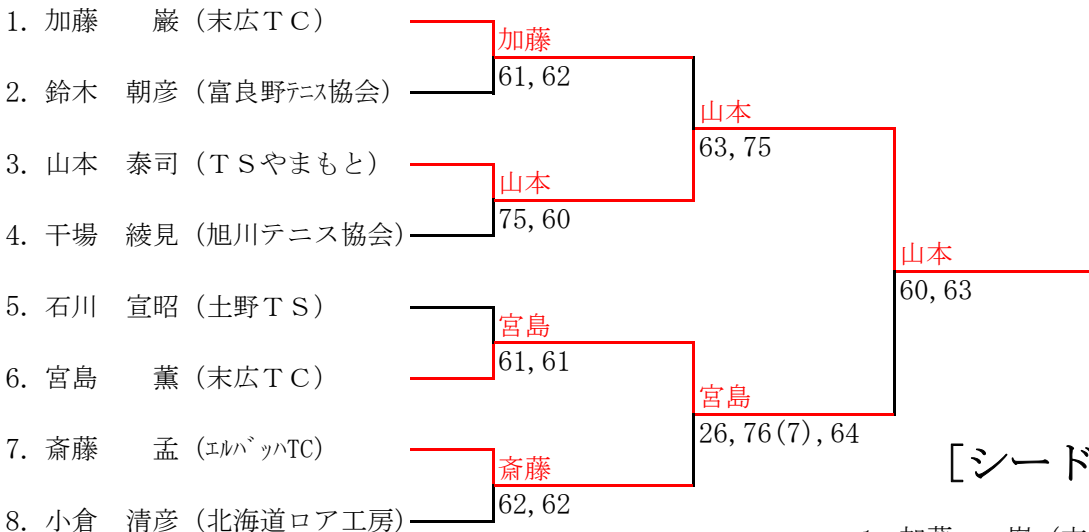 1. 加藤　　巌（末広ＴＣ）
加藤
61, 62
2. 鈴木　朝彦（富良野ﾃﾆｽ協会）
山本
63, 75
3. 山本　泰司（ＴＳやまもと）
山本
75, 60
4. 干場　綾見（旭川テニス協会）
山本
60, 63
5. 石川　宣昭（土野ＴＳ）
宮島
61, 61
6. 宮島　　薫（末広ＴＣ）
宮島
26, 76(7), 64
7. 斎藤　　孟（ｴﾙﾊﾞｯﾊTC）
斎藤
62, 62
[シード
8. 小倉　清彦（北海道ロア工房）